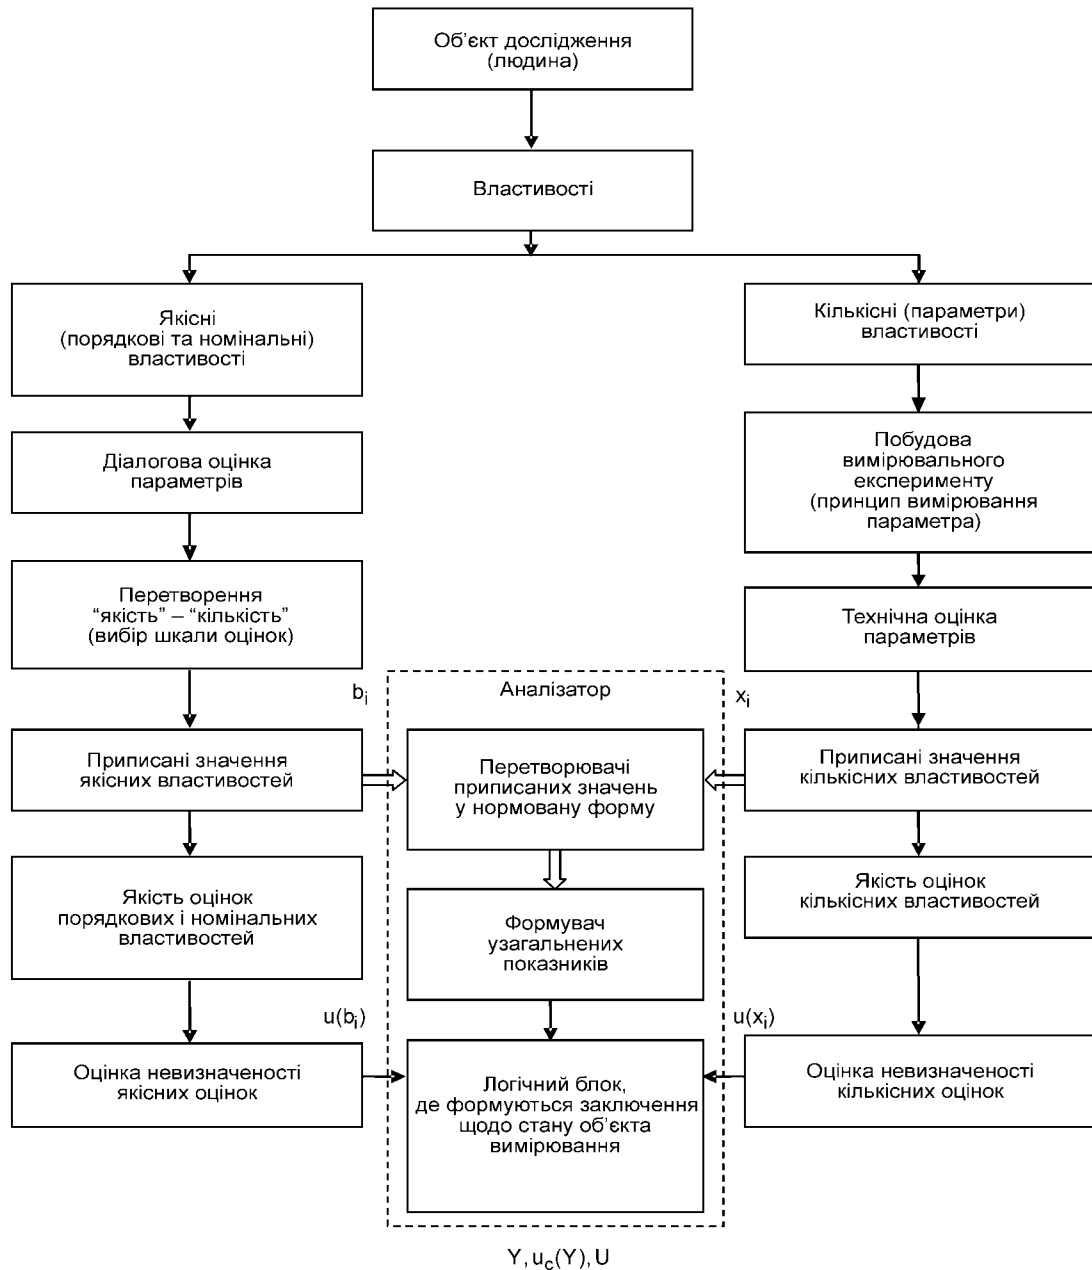 Об’єкт дослідження
(людина)
Властивості
Якісні
(порядкові та номінальні)
властивості
Діалогова оцінка
параметрів
Перетворення
“якість” – “кількість”
(вибір шкали оцінок)
Приписані значення
якісних властивостей
Якість оцінок
порядкових і номінальних
властивостей
Оцінка невизначеності
якісних оцінок
Кількісні (параметри)
властивості
Побудова
вимірювального
експерименту
(принцип вимірювання
параметра)
Технічна оцінка
параметрів
Приписані значення
кількісних властивостей
Якість оцінок
кількісних властивостей
Оцінка невизначеності
кількісних оцінок
bᵢ
Аналізатор
xᵢ
Перетворювачі
приписаних значень
у нормовану форму
Формувач
узагальнених
показників
u(bᵢ)
u(xᵢ)
Логічний блок,
де формуються заключення
щодо стану об’єкта
вимірювання
Y, u_c(Y), U